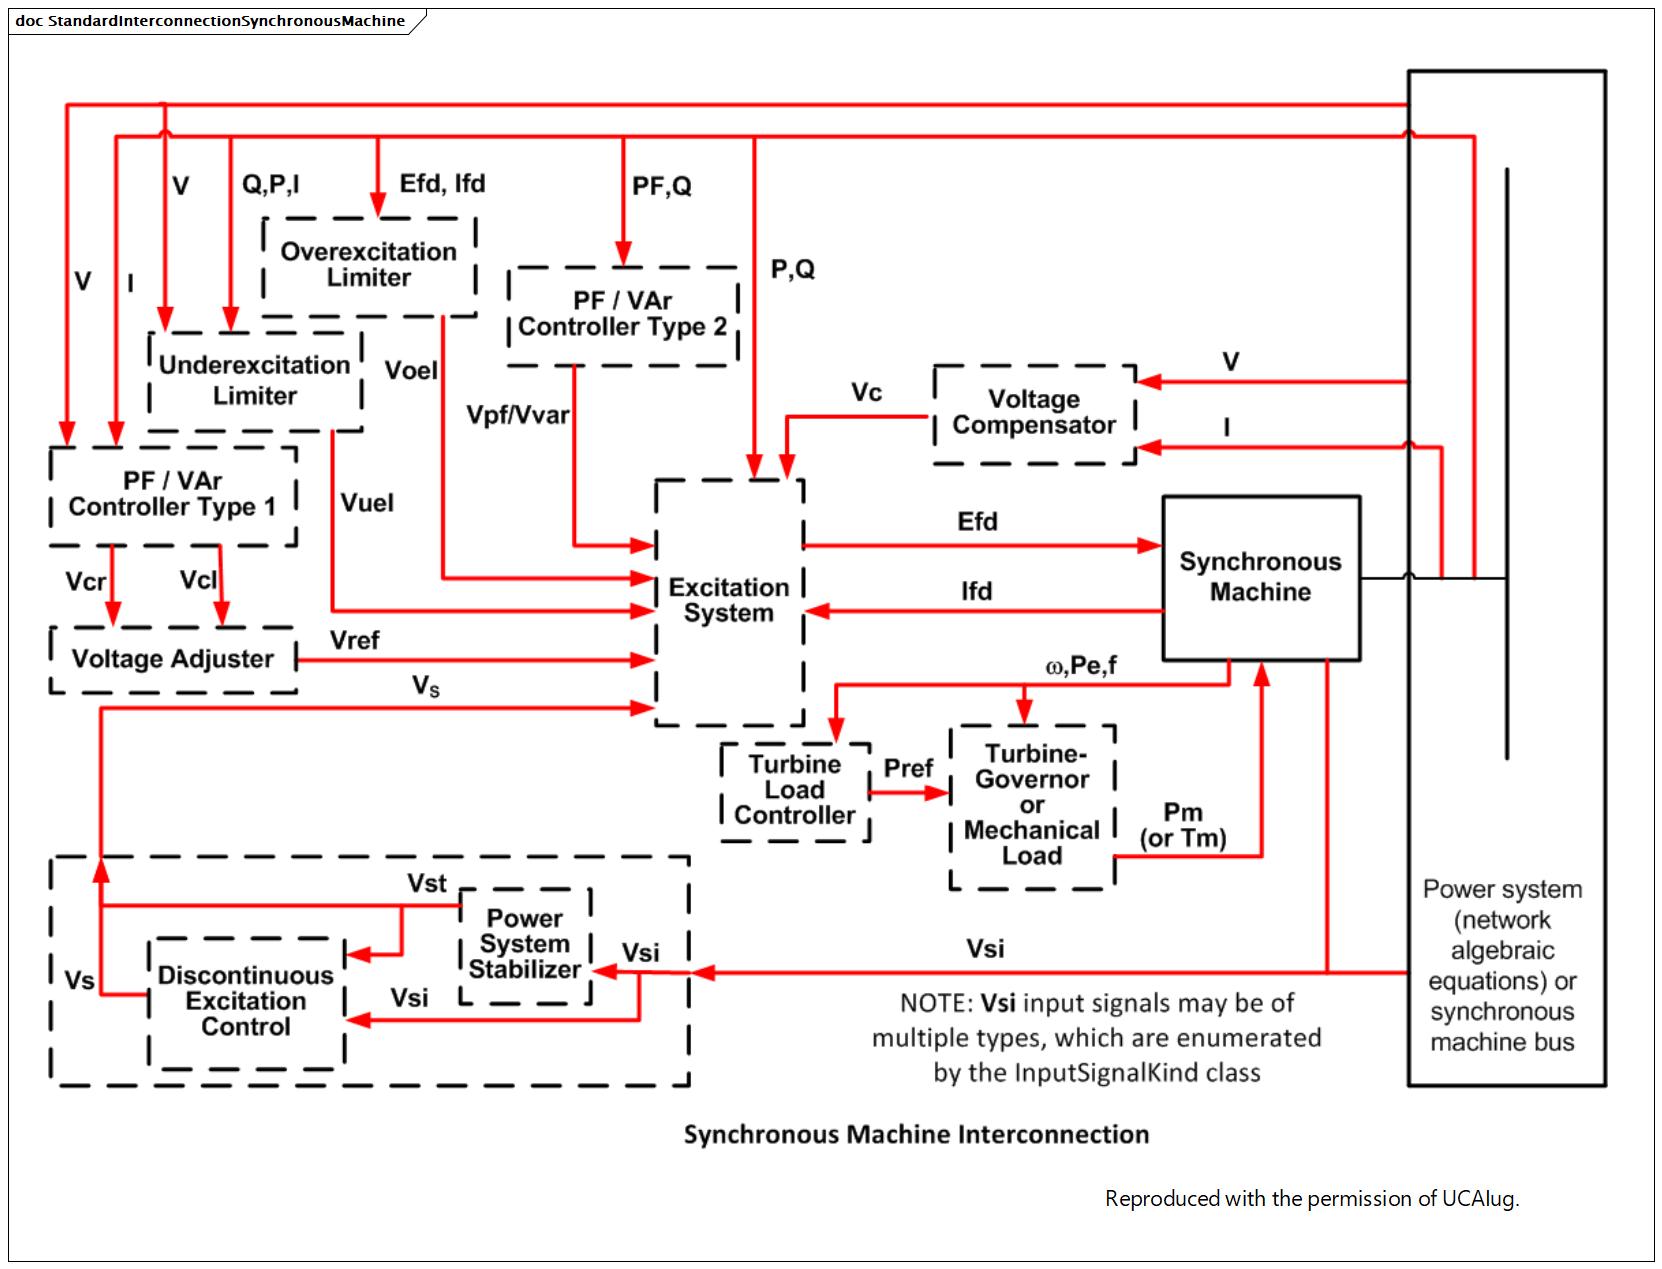 doc StandardInterconnectionSynchronousMachine
V
Q,P,I
Efd, Ifd
PF,Q
P,Q
V
I
Overexcitation
Limiter
PF / VAr
Controller Type 2
Underexcitation
Limiter
Voel
Vpf/Vvar
Vc
Voltage
Compensator
V
I
PF / VAr
Controller Type 1
Vuel
Vcr
Vcl
Voltage Adjuster
Vref
Vs
Excitation
System
Efd
Ifd
Synchronous
Machine
ω,Pe,f
Turbine
Load
Controller
Pref
Turbine-
Governor
or
Mechanical
Load
Pm
(or Tm)
Vst
Power
System
Stabilizer
Vs
Discontinuous
Excitation
Control
Vsi
Vsi
Vsi
NOTE: Vsi input signals may be of
multiple types, which are enumerated
by the InputSignalKind class
Power system
(network
algebraic
equations) or
synchronous
machine bus
Synchronous Machine Interconnection
Reproduced with the permission of UCAIug.